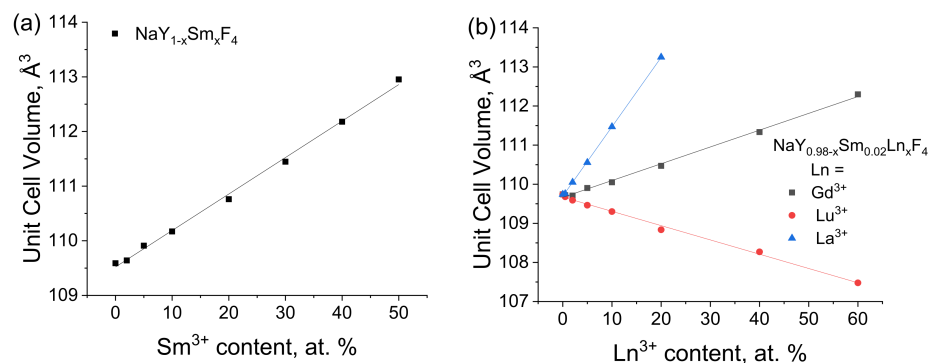 (a)
NaY1-xSmxF4
Unit Cell Volume, Å3
114
113
112
111
110
109
0 10 20 30 40 50
Sm3+ content, at. %
(b)
Unit Cell Volume, Å3
114
113
112
111
110
109
108
107
NaY0.98-xSm0.02LnxF4
Ln =
Gd3+
Lu3+
La3+
0 10 20 30 40 50 60
Ln3+ content, at. %